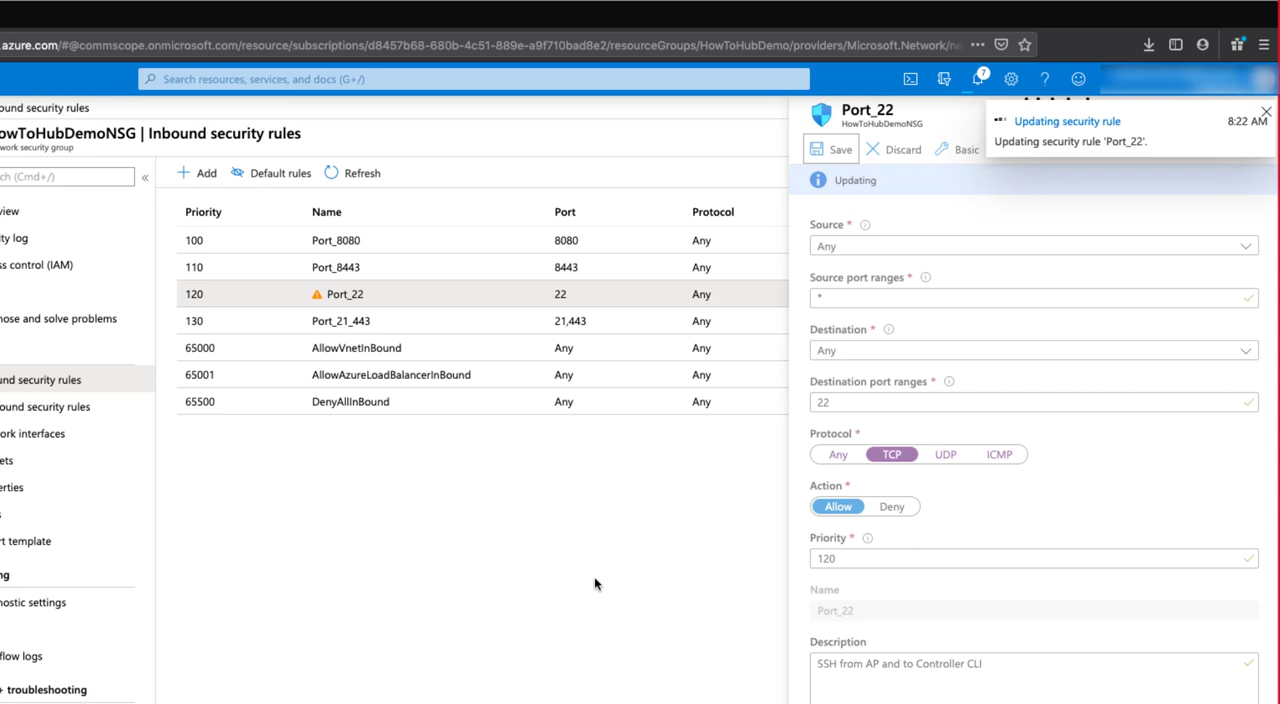 .azure.com/#@commscope.onmicrosoft.com/resource/subscriptions/d8457b68-680b-4c51-889e-a9f710bad8e2/resourceGroups/HowToHubDemo/providers/Microsoft.Network/ne
Search resources, services, and docs (G+/)
7
ound security rules
owToHubDemoNSG | Inbound security rules
work security group
ch (Cmd+/)
«
Add
Default rules
Refresh
view
ity log
ss control (IAM)
nose and solve problems
und security rules
ound security rules
ork interfaces
ets
erties
s
rt template
ng
nostic settings
flow logs
+ troubleshooting
Priority Name Port Protocol
100 Port_8080 8080 Any
110 Port_8443 8443 Any
120 Port_22 22 Any
130 Port_21_443 21,443 Any
65000 AllowVnetInBound Any Any
65001 AllowAzureLoadBalancerInBound Any Any
65500 DenyAllInBound Any Any
Port_22
HowToHubDemoNSG
Save Discard Basic
Updating security rule
8:22 AM
Updating security rule 'Port_22'.
Updating
Source *
Any
Source port ranges *
*
Destination *
Any
Destination port ranges *
22
Protocol *
Any TCP UDP ICMP
Action *
Allow Deny
Priority *
120
Name
Port_22
Description
SSH from AP and to Controller CLI